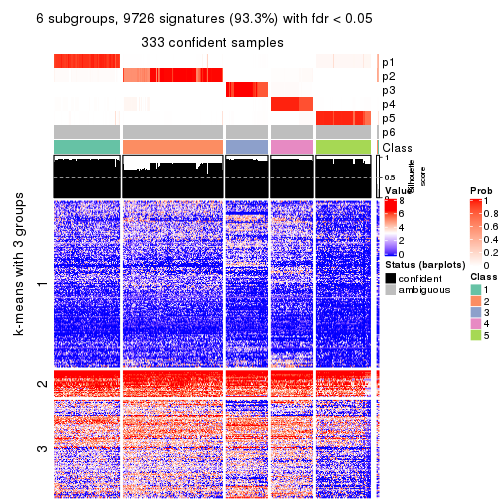 6 subgroups, 9726 signatures (93.3%) with fdr < 0.05
333 confident samples
p1
p2
p3
p4
p5
p6
Class
1
0.5
0
Silhouette
score
k-means with 3 groups
1
2
3
Value
8
6
4
2
0
Status (barplots)
confident
ambiguous
Prob
1
0.8
0.6
0.4
0.2
0
Class
1
2
3
4
5